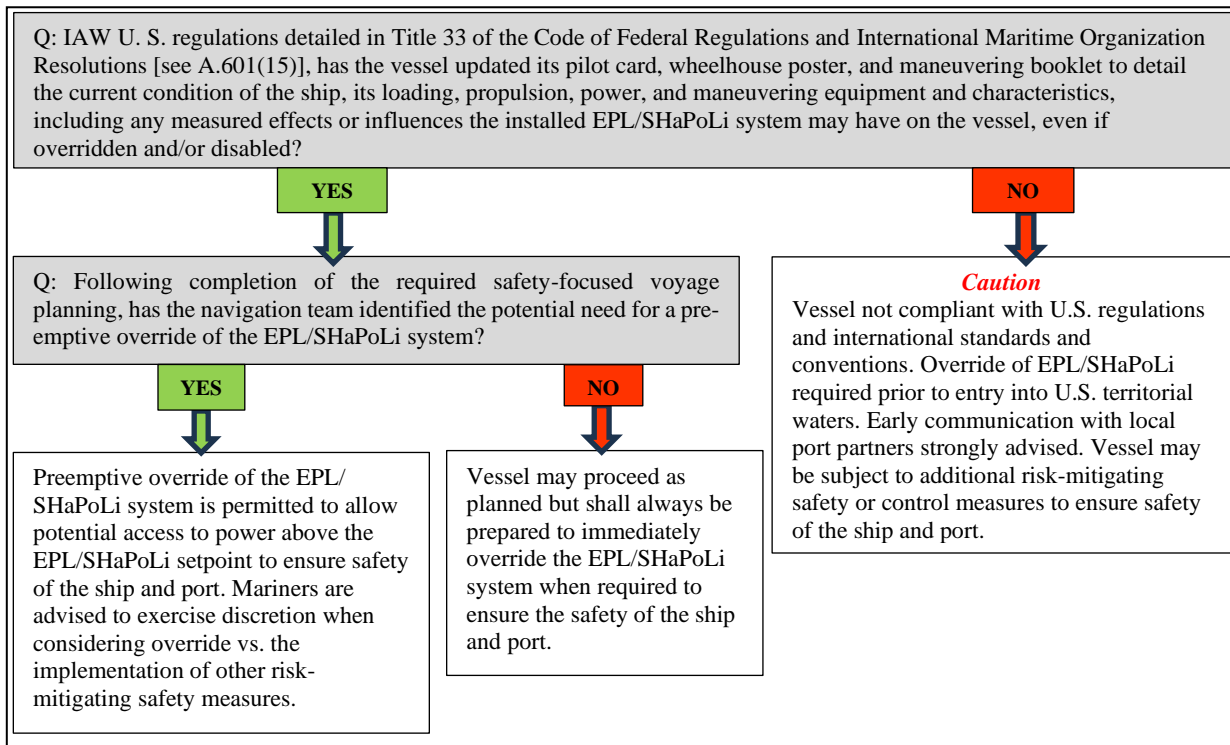 Q: IAW U. S. regulations detailed in Title 33 of the Code of Federal Regulations and International Maritime Organization
Resolutions [see A.601(15)], has the vessel updated its pilot card, wheelhouse poster, and maneuvering booklet to detail
the current condition of the ship, its loading, propulsion, power, and maneuvering equipment and characteristics,
including any measured effects or influences the installed EPL/SHaPoLi system may have on the vessel, even if
overridden and/or disabled?
YES
NO
Q: Following completion of the required safety-focused voyage
planning, has the navigation team identified the potential need for a pre-
emptive override of the EPL/SHaPoLi system?
YES
NO
Preemptive override of the EPL/
SHaPoLi system is permitted to allow
potential access to power above the
EPL/SHaPoLi setpoint to ensure safety
of the ship and port. Mariners are
advised to exercise discretion when
considering override vs. the
implementation of other risk-
mitigating safety measures.
Vessel may proceed as
planned but shall always be
prepared to immediately
override the EPL/SHaPoLi
system when required to
ensure the safety of the ship
and port.
Caution
Vessel not compliant with U.S. regulations
and international standards and
conventions. Override of EPL/SHaPoLi
required prior to entry into U.S. territorial
waters. Early communication with local
port partners strongly advised. Vessel may
be subject to additional risk-mitigating
safety or control measures to ensure safety
of the ship and port.